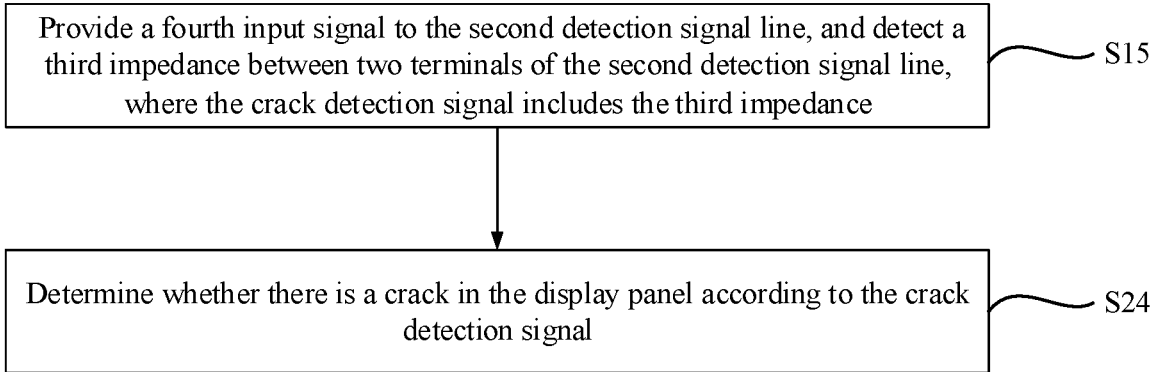 Provide a fourth input signal to the second detection signal line, and detect a
third impedance between two terminals of the second detection signal line,
where the crack detection signal includes the third impedance
S15
Determine whether there is a crack in the display panel according to the crack
detection signal
S24